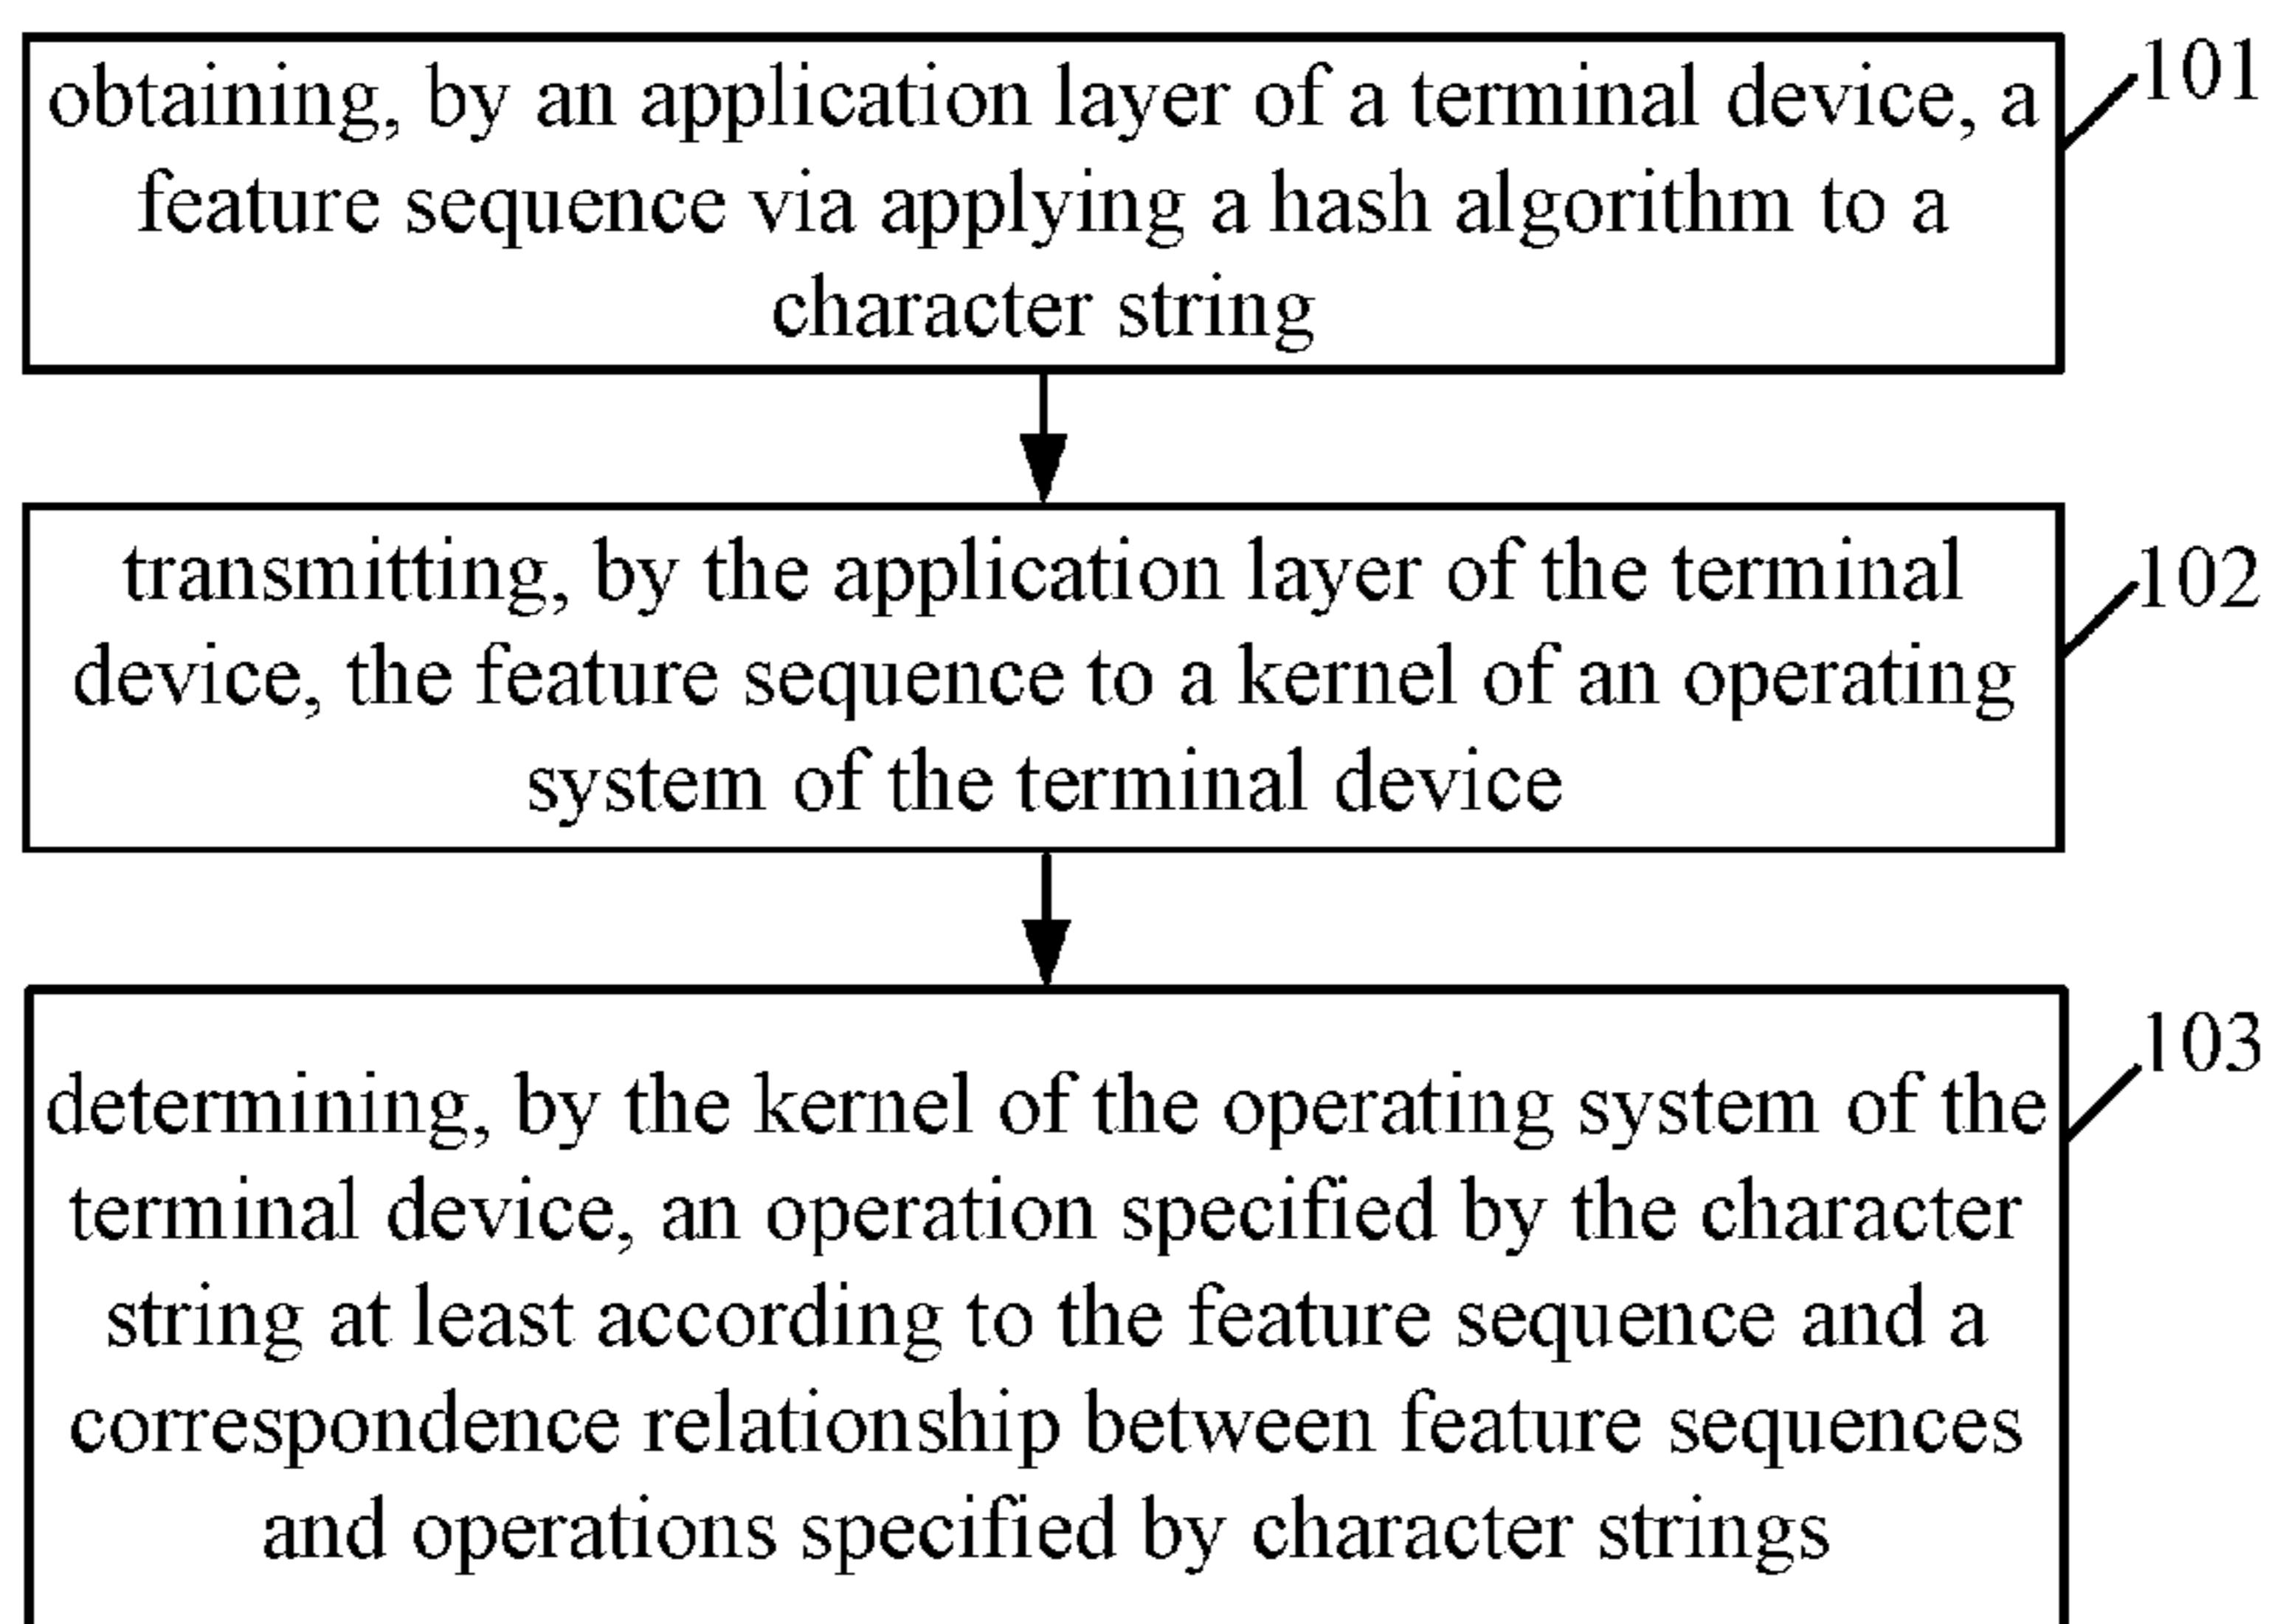 obtaining, by an application layer of a terminal device, a
feature sequence via applying a hash algorithm to a
character string
101
transmitting, by the application layer of the terminal
device, the feature sequence to a kernel of an operating
system of the terminal device
102
determining, by the kernel of the operating system of the
terminal device, an operation specified by the character
string at least according to the feature sequence and a
correspondence relationship between feature sequences
and operations specified by character strings
103